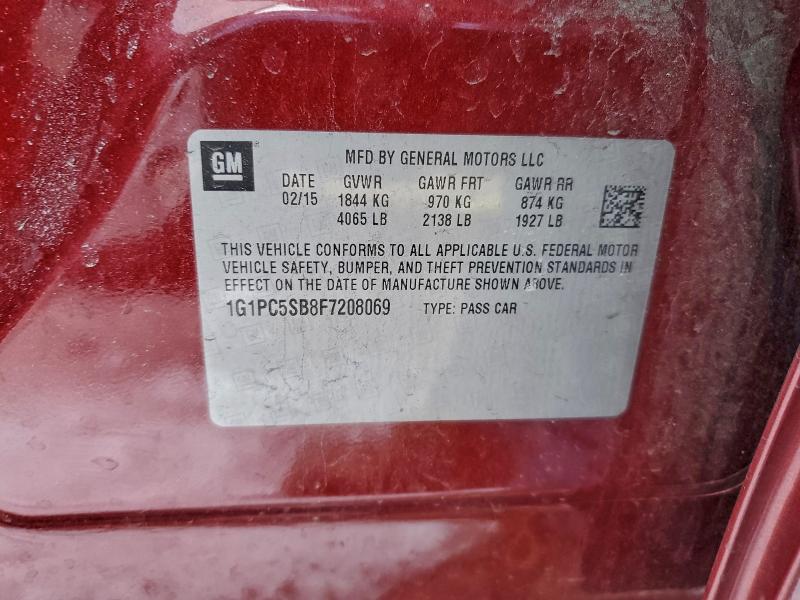 GM
MFD BY GENERAL MOTORS LLC
DATE GVWR GAWR FRT GAWR RR
02/15 1844 KG 970 KG 874 KG
4065 LB 2138 LB 1927 LB
THIS VEHICLE CONFORMS TO ALL APPLICABLE U.S. FEDERAL MOTOR
VEHICLE SAFETY, BUMPER, AND THEFT PREVENTION STANDARDS IN
EFFECT ON THE DATE OF MANUFACTURE SHOWN ABOVE.
1G1PC5SB8F7208069 TYPE: PASS CAR